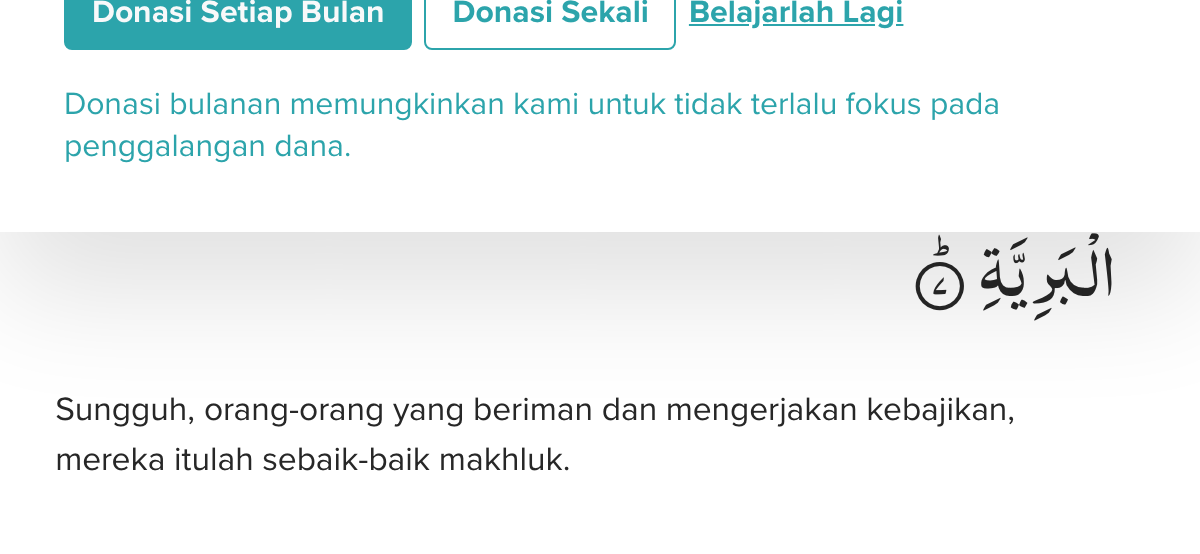 Donasi Setiap Bulan Donasi Sekali Belajarlah Lagi
Donasi bulanan memungkinkan kami untuk tidak terlalu fokus pada
penggalangan dana.
الْبَرِيَّةِ ۗ ٧
Sungguh, orang-orang yang beriman dan mengerjakan kebajikan,
mereka itulah sebaik-baik makhluk.